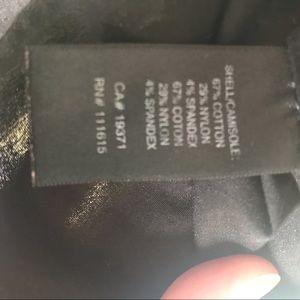 SHELL/CAMISOLE:
67% COTTON
29% NYLON
4% SPANDEX
67% COTTON
29% NYLON
4% SPANDEX
CA# 19371
RN# 111615